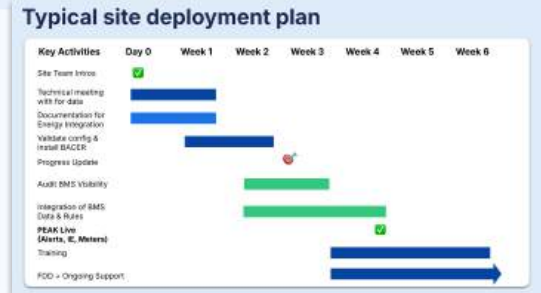 Typical site deployment plan
Key Activities Day 0 Week 1 Week 2 Week 3 Week 4 Week 5 Week 6
Site Team Intros
Technical meeting
with for data
Documentation for
Energy Integration
Validate config &
install BACER
Progress Update
Audit BMS Visibility
Integration of BMS
Data & Rules
PEAK Live
(Alerts, IE, Meters)
Training
FDD + Ongoing Support